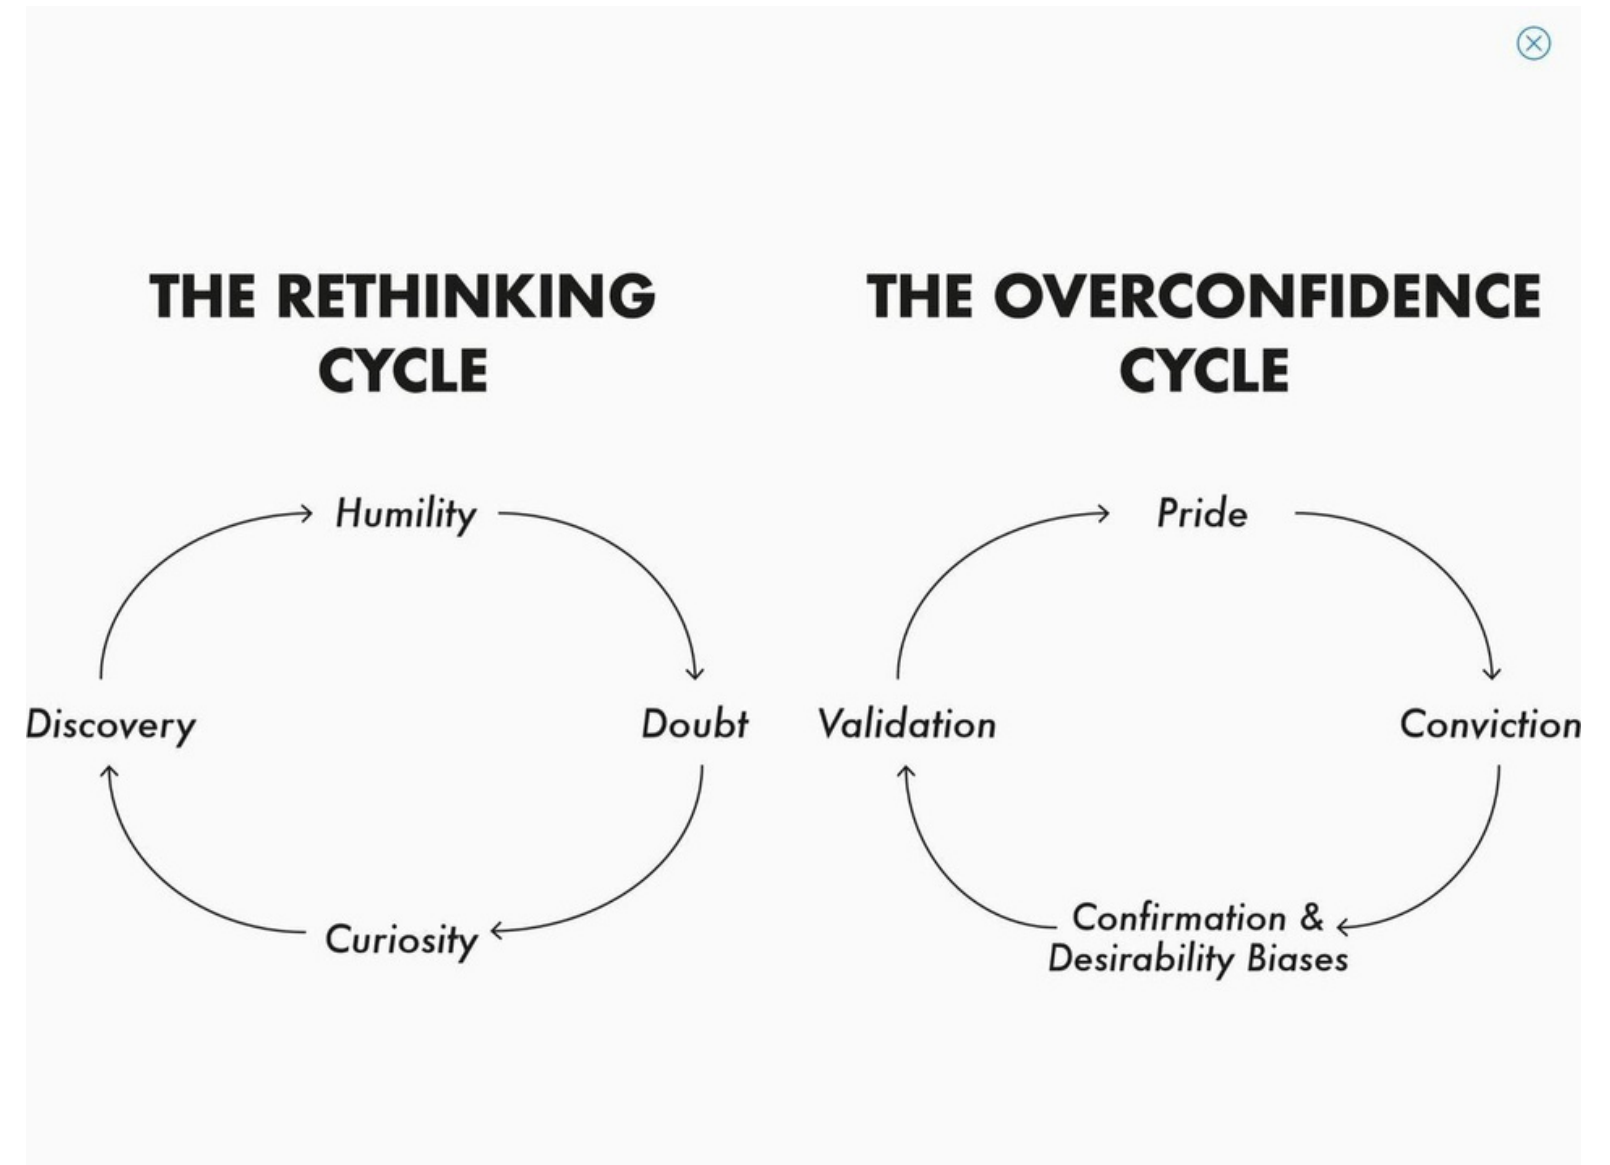 THE RETHINKING
CYCLE
Humility
Doubt
Curiosity
Discovery
THE OVERCONFIDENCE
CYCLE
Pride
Conviction
Confirmation &
Desirability Biases
Validation